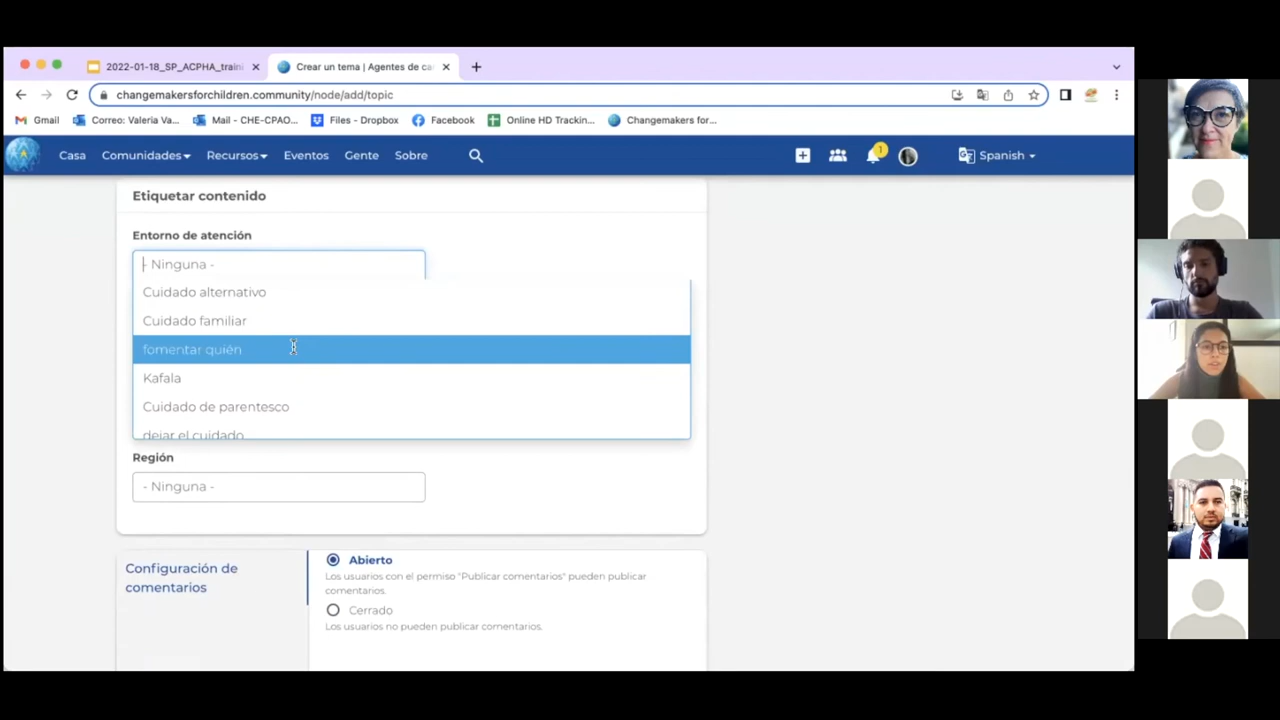 2022-01-18_SP_ACPHA_traini
Crear un tema | Agentes de ca
changemakersforchildren.community/node/add/topic
Gmail
Correo: Valeria Va...
Mail - CHE-CPAO...
Files - Dropbox
Facebook
Online HD Trackin...
Changemakers for...
Casa
Comunidades
Recursos
Eventos
Gente
Sobre
1
Spanish
Etiquetar contenido
Entorno de atención
- Ninguna -
Cuidado alternativo
Cuidado familiar
fomentar quién
Kafala
Cuidado de parentesco
dejar el cuidado
Región
- Ninguna -
Configuración de
comentarios
Abierto
Los usuarios con el permiso "Publicar comentarios" pueden publicar
comentarios.
Cerrado
Los usuarios no pueden publicar comentarios.